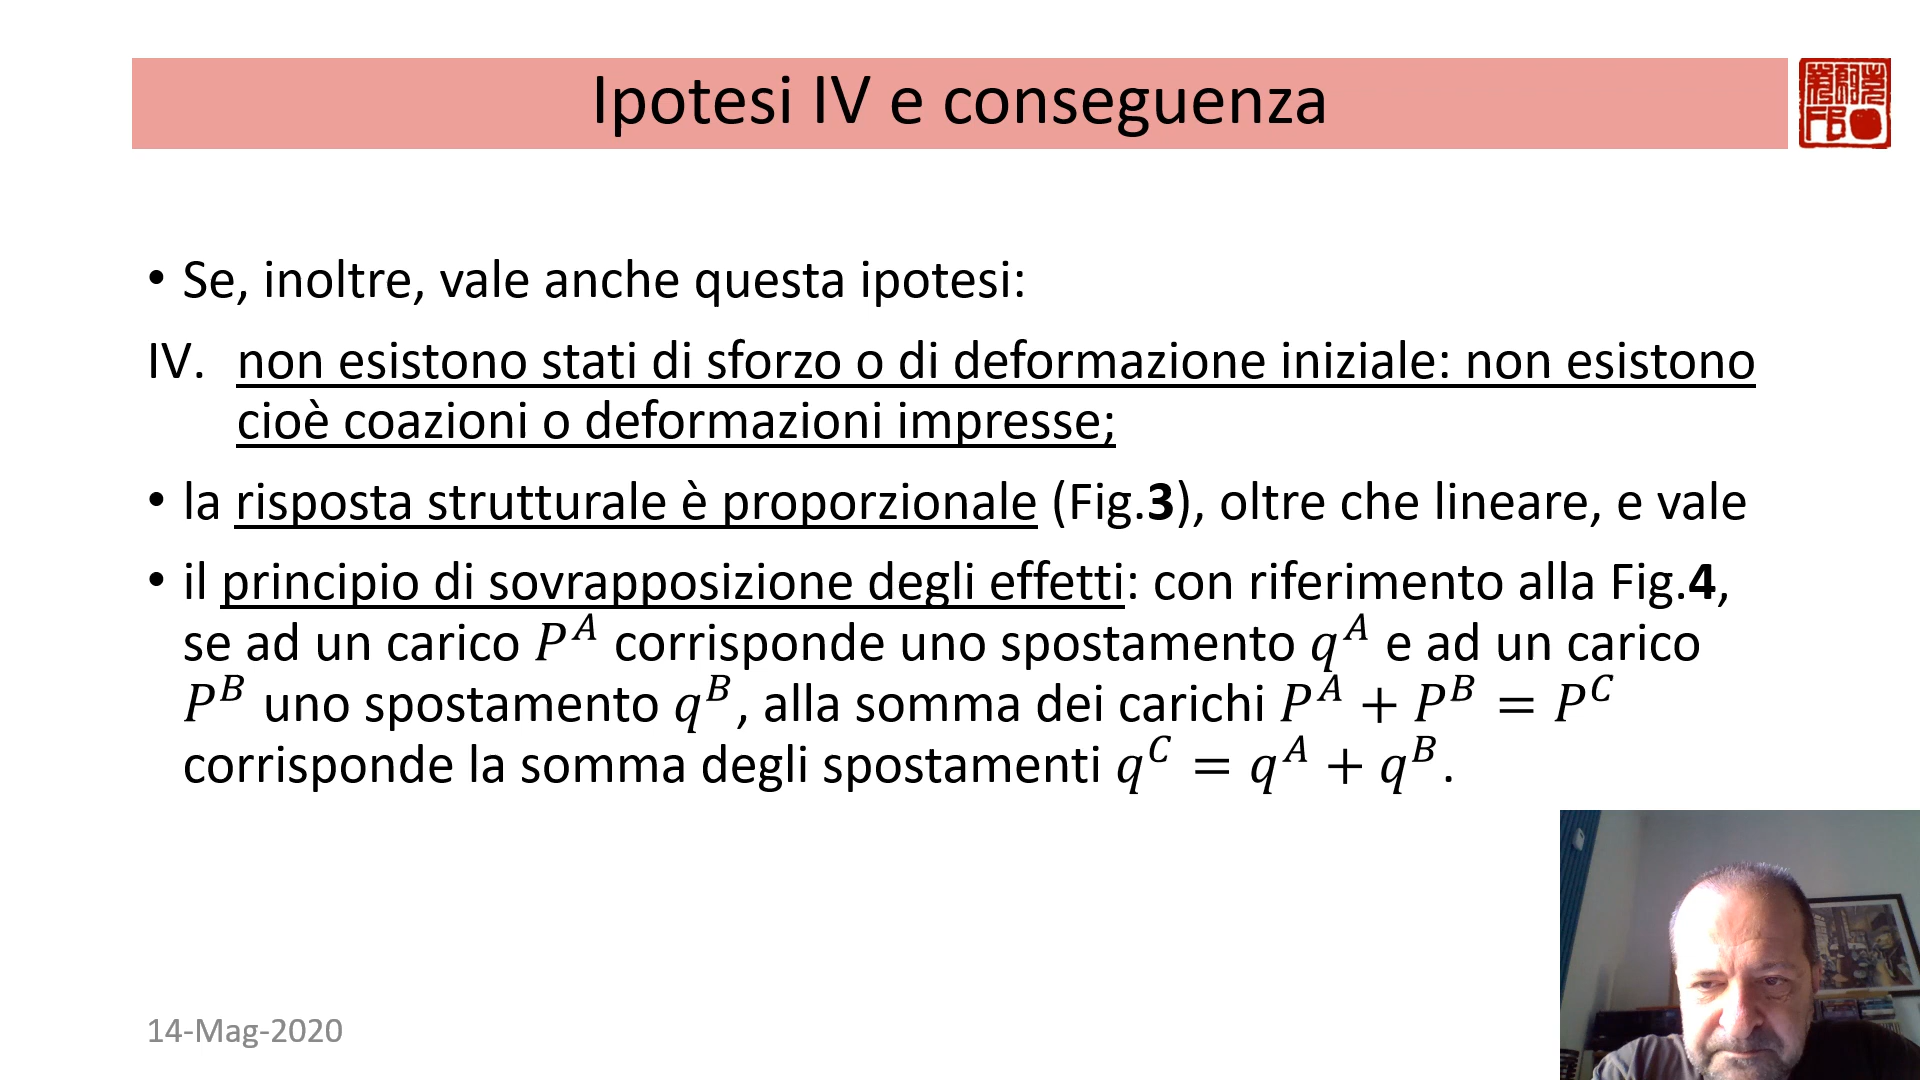 Ipotesi IV e conseguenza
FB
• Se, inoltre, vale anche questa ipotesi:
IV. non esistono stati di sforzo o di deformazione iniziale: non esistono
cioè coazioni o deformazioni impresse;
• la risposta strutturale è proporzionale (Fig.3), oltre che lineare, e vale
• il principio di sovrapposizione degli effetti: con riferimento alla Fig.4,
se ad un carico P^A corrisponde uno spostamento q^A e ad un carico
P^B uno spostamento q^B, alla somma dei carichi P^A + P^B = P^C
corrisponde la somma degli spostamenti q^C = q^A + q^B.
14-Mag-2020